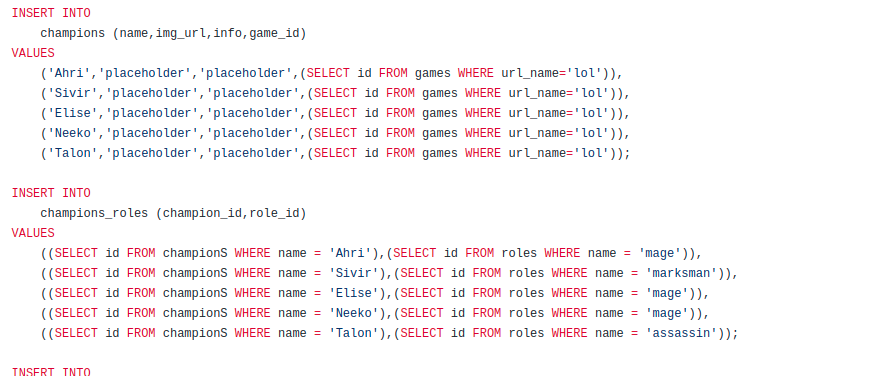 INSERT INTO
champions (name,img_url,info,game_id)
VALUES
('Ahri','placeholder','placeholder',(SELECT id FROM games WHERE url_name='lol')),
('Sivir','placeholder','placeholder',(SELECT id FROM games WHERE url_name='lol')),
('Elise','placeholder','placeholder',(SELECT id FROM games WHERE url_name='lol')),
('Neeko','placeholder','placeholder',(SELECT id FROM games WHERE url_name='lol')),
('Talon','placeholder','placeholder',(SELECT id FROM games WHERE url_name='lol'));
INSERT INTO
champions_roles (champion_id,role_id)
VALUES
((SELECT id FROM championS WHERE name = 'Ahri'),(SELECT id FROM roles WHERE name = 'mage')),
((SELECT id FROM championS WHERE name = 'Sivir'),(SELECT id FROM roles WHERE name = 'marksman')),
((SELECT id FROM championS WHERE name = 'Elise'),(SELECT id FROM roles WHERE name = 'mage')),
((SELECT id FROM championS WHERE name = 'Neeko'),(SELECT id FROM roles WHERE name = 'mage')),
((SELECT id FROM championS WHERE name = 'Talon'),(SELECT id FROM roles WHERE name = 'assassin'));
INSERT INTO